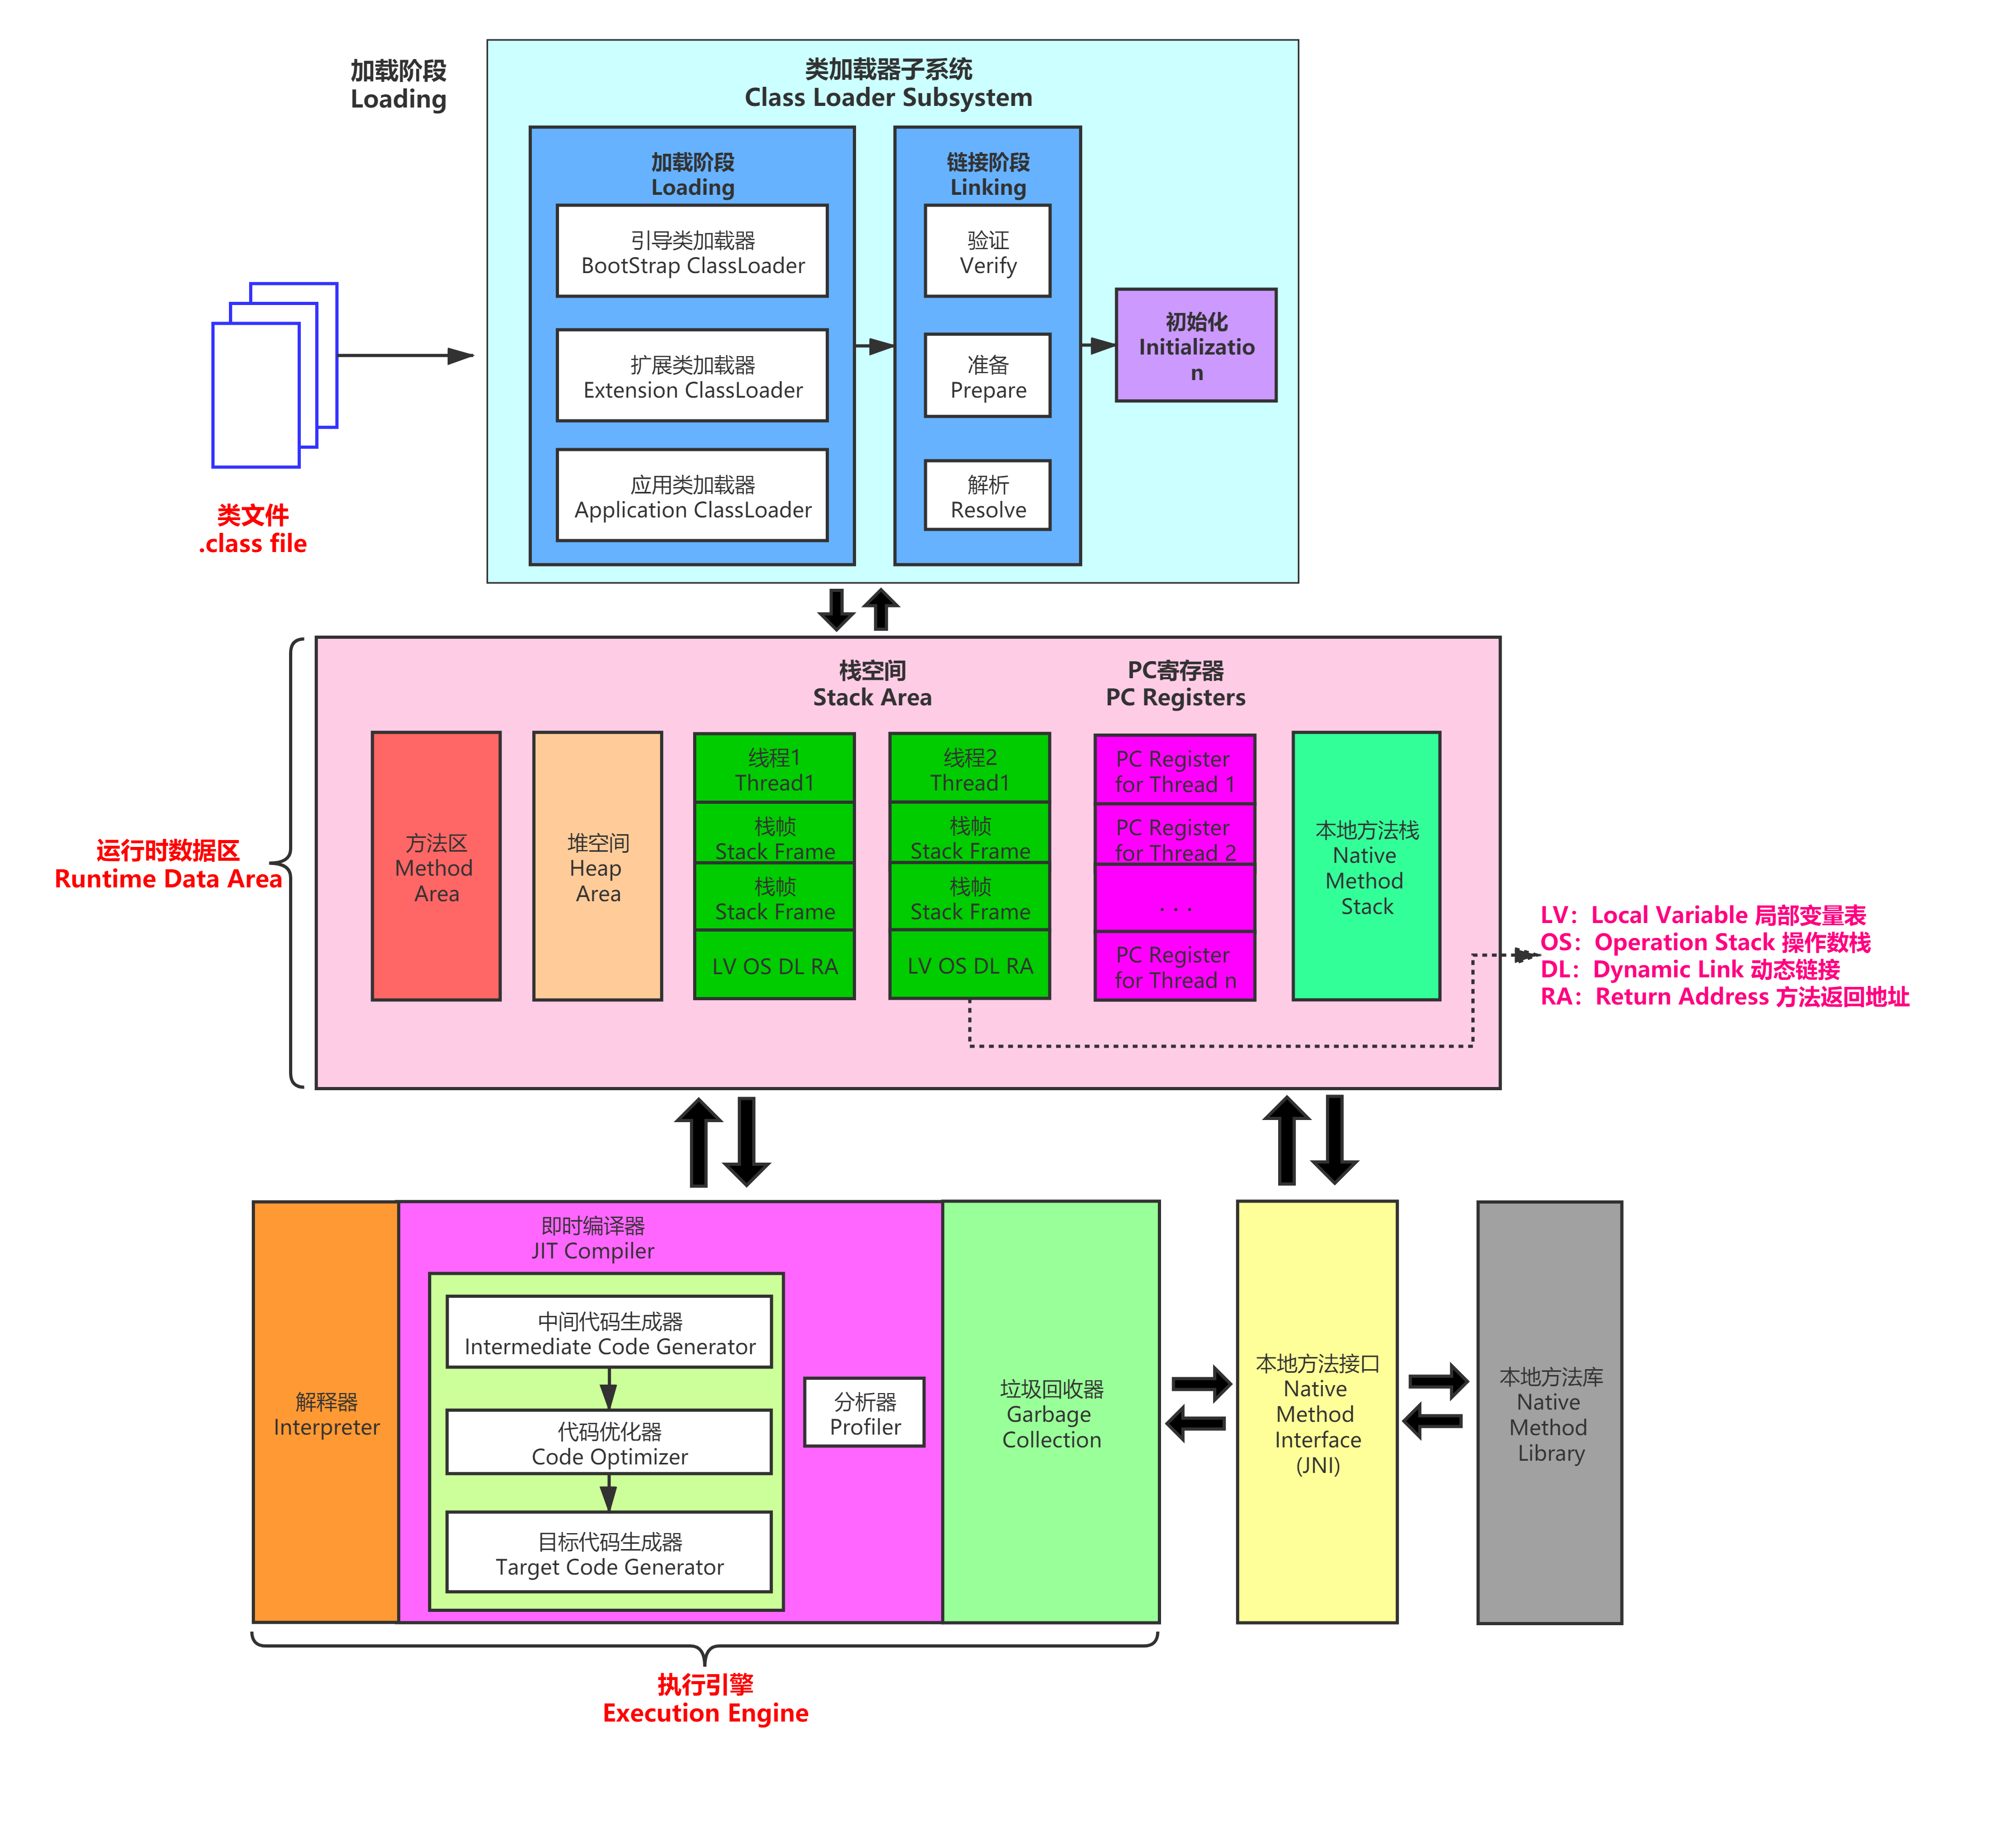 加载阶段
Loading
类加载器子系统
Class Loader Subsystem
加载阶段
Loading
引导类加载器
BootStrap ClassLoader
扩展类加载器
Extension ClassLoader
应用类加载器
Application ClassLoader
链接阶段
Linking
验证
Verify
准备
Prepare
解析
Resolve
初始化
Initializatio
n
类文件
.class file
运行时数据区
Runtime Data Area
栈空间
Stack Area
PC寄存器
PC Registers
方法区
Method
Area
堆空间
Heap
Area
线程1
Thread1
栈帧
Stack Frame
栈帧
Stack Frame
LV OS DL RA
线程2
Thread1
栈帧
Stack Frame
栈帧
Stack Frame
LV OS DL RA
PC Register
for Thread 1
PC Register
for Thread 2
. . .
PC Register
for Thread n
本地方法栈
Native
Method
Stack
LV：Local Variable 局部变量表
OS：Operation Stack 操作数栈
DL：Dynamic Link 动态链接
RA：Return Address 方法返回地址
解释器
Interpreter
即时编译器
JIT Compiler
中间代码生成器
Intermediate Code Generator
代码优化器
Code Optimizer
目标代码生成器
Target Code Generator
分析器
Profiler
垃圾回收器
Garbage
Collection
本地方法接口
Native
Method
Interface
(JNI)
本地方法库
Native
Method
Library
执行引擎
Execution Engine